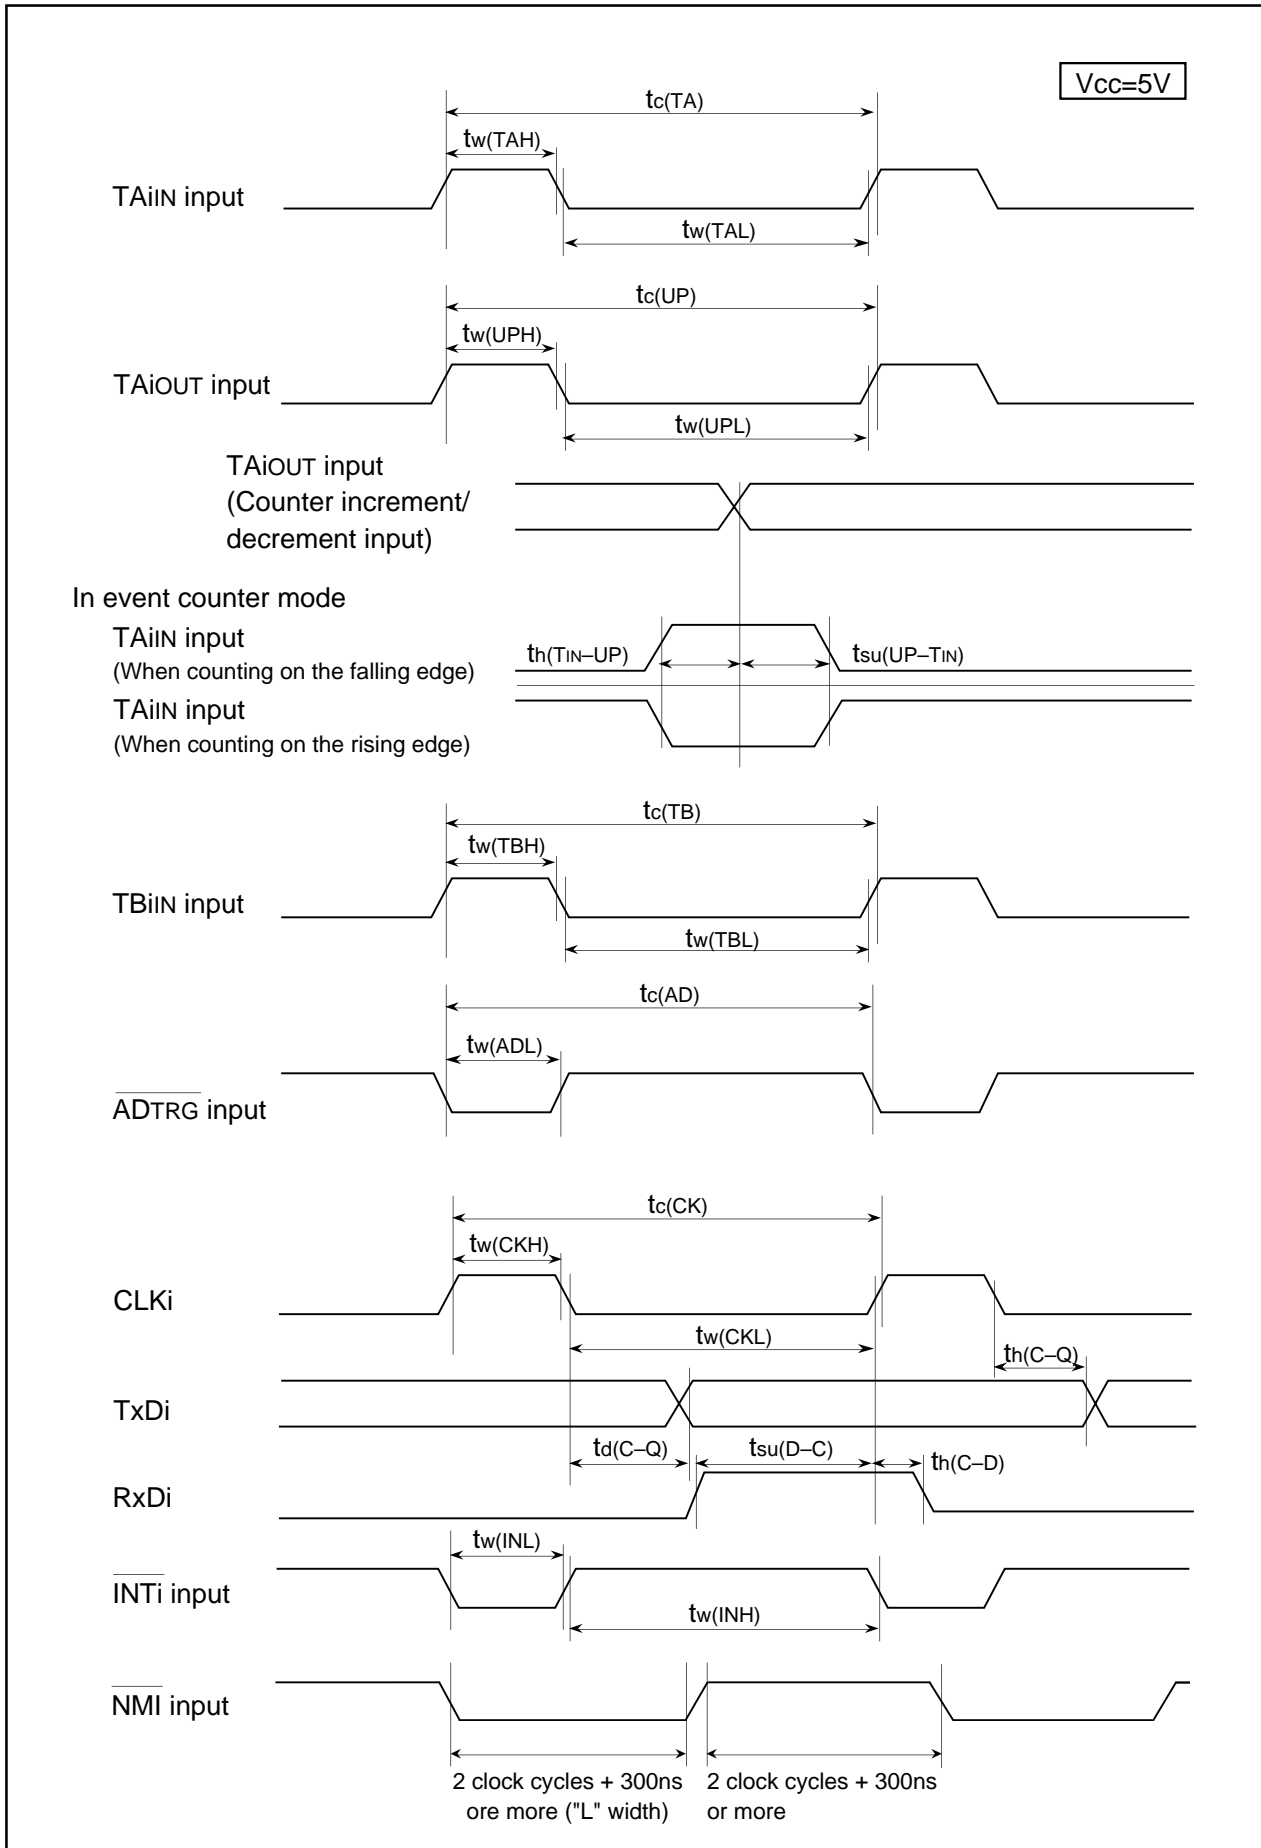 Vcc=5V
tc(TA)
tw(TAH)
TAiIN input
tw(TAL)
tc(UP)
tw(UPH)
TAiOUT input
tw(UPL)
TAiOUT input
(Counter increment/
decrement input)
In event counter mode
TAiIN input
(When counting on the falling edge)
th(TIN–UP)
tsu(UP–TIN)
TAiIN input
(When counting on the rising edge)
tc(TB)
tw(TBH)
TBiIN input
tw(TBL)
tc(AD)
tw(ADL)
ADTRG input
tc(CK)
tw(CKH)
CLKi
tw(CKL)
th(C–Q)
TxDi
td(C–Q)
tsu(D–C)
th(C–D)
RxDi
tw(INL)
INTi input
tw(INH)
NMI input
2 clock cycles + 300ns
ore more ("L" width)
2 clock cycles + 300ns
or more